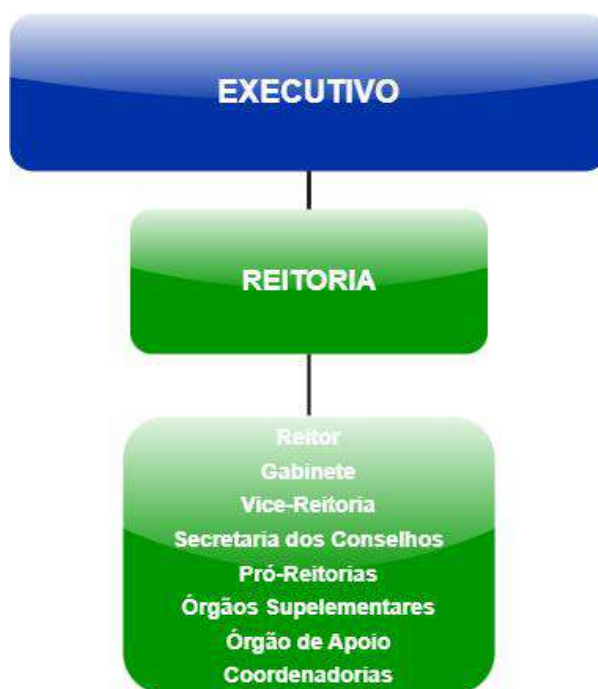 EXECUTIVO
REITORIA
Reitor
Gabinete
Vice-Reitoria
Secretaria dos Conselhos
Pró-Reitorias
Órgãos Supelementares
Órgão de Apoio
Coordenadorias